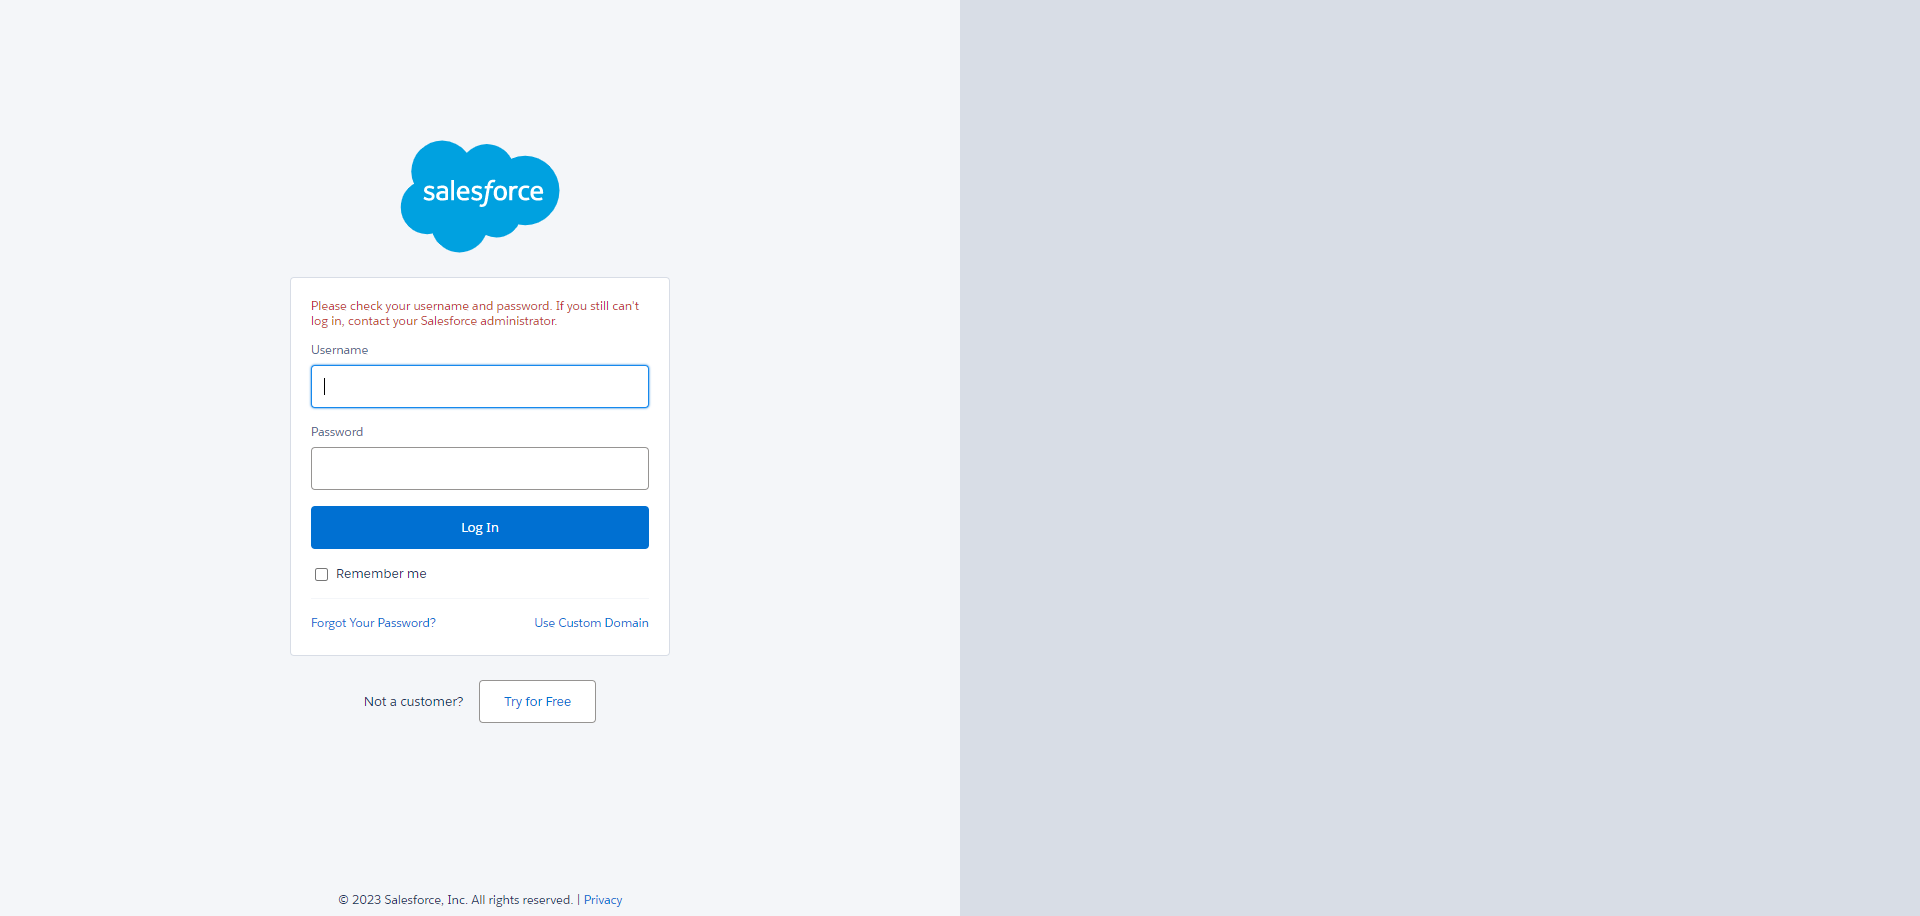 salesforce
Please check your username and password. If you still can't
log in, contact your Salesforce administrator.
Username
Password
Log In
Remember me
Forgot Your Password?
Use Custom Domain
Not a customer?
Try for Free
© 2023 Salesforce, Inc. All rights reserved. | Privacy